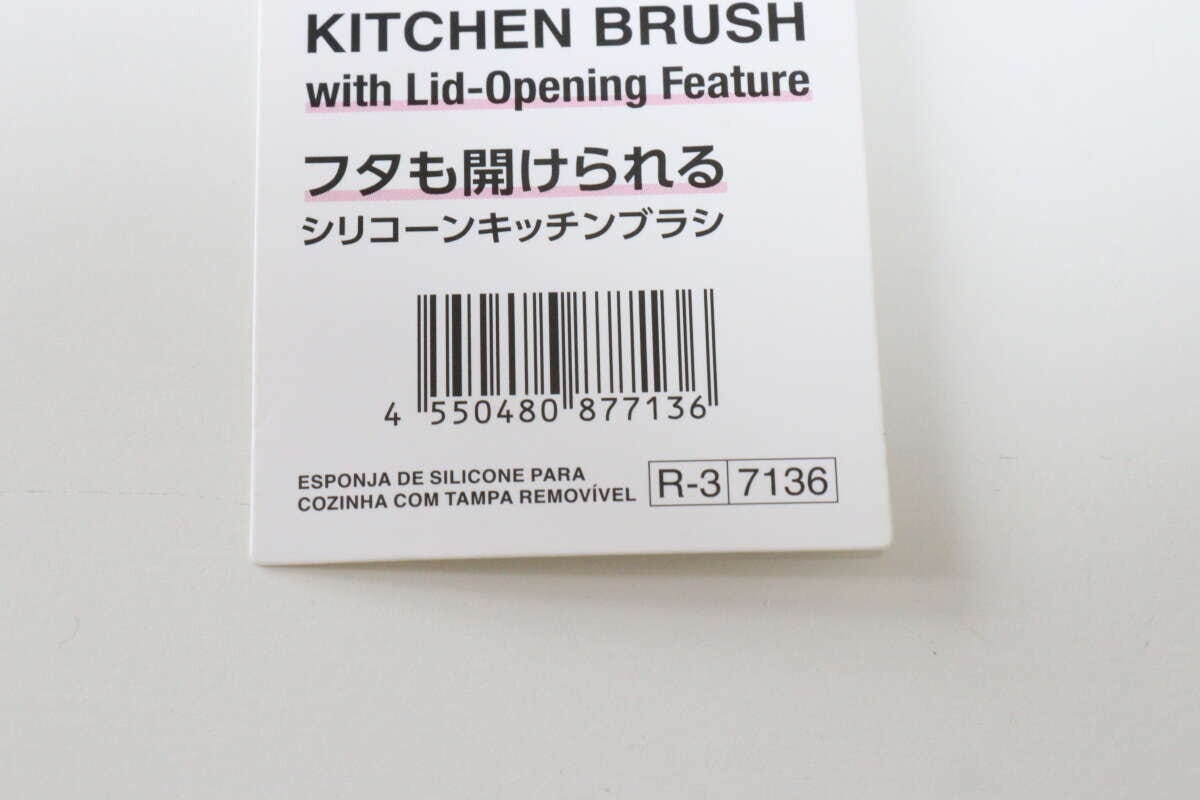 KITCHEN BRUSH
with Lid-Opening Feature
フタも開けられる
シリコーンキッチンブラシ
4 550480 877136
ESPONJA DE SILICONE PARA
COZINHA COM TAMPA REMOVÍVEL
R-3 7136